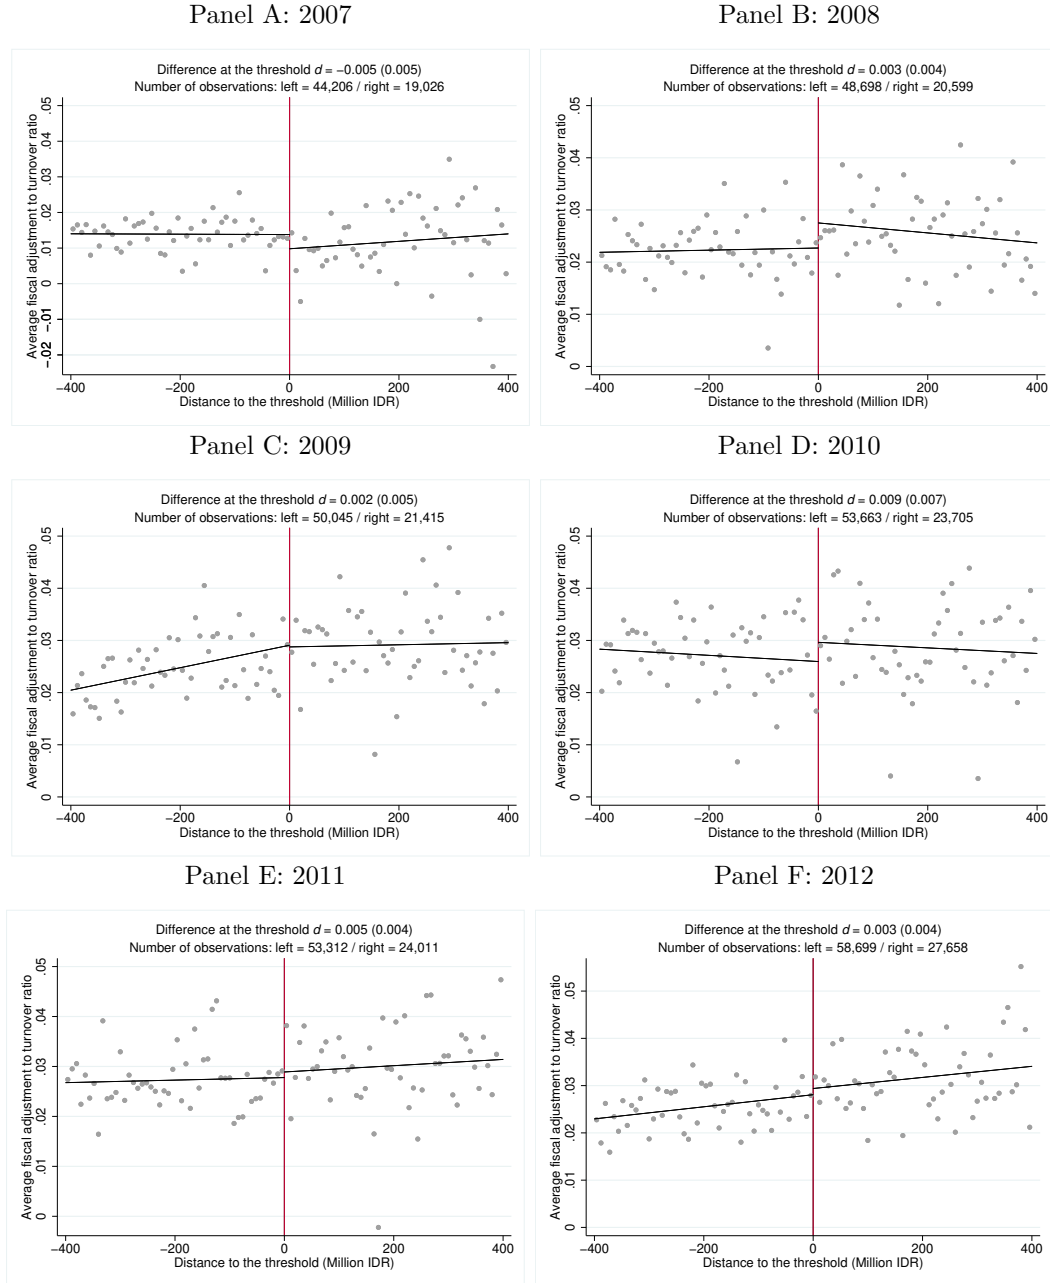 Panel A: 2007
Difference at the threshold d = −0.005 (0.005)
Number of observations: left = 44,206 / right = 19,026
Average fiscal adjustment to turnover ratio
.05
.04
.03
.02
.01
0
−.01
−.02
−400 −200 0 200 400
Distance to the threshold (Million IDR)
Panel B: 2008
Difference at the threshold d = 0.003 (0.004)
Number of observations: left = 48,698 / right = 20,599
Average fiscal adjustment to turnover ratio
.05
.04
.03
.02
.01
0
−400 −200 0 200 400
Distance to the threshold (Million IDR)
Panel C: 2009
Difference at the threshold d = 0.002 (0.005)
Number of observations: left = 50,045 / right = 21,415
Average fiscal adjustment to turnover ratio
.05
.04
.03
.02
.01
0
−400 −200 0 200 400
Distance to the threshold (Million IDR)
Panel D: 2010
Difference at the threshold d = 0.009 (0.007)
Number of observations: left = 53,663 / right = 23,705
Average fiscal adjustment to turnover ratio
.05
.04
.03
.02
.01
0
−400 −200 0 200 400
Distance to the threshold (Million IDR)
Panel E: 2011
Difference at the threshold d = 0.005 (0.004)
Number of observations: left = 53,312 / right = 24,011
Average fiscal adjustment to turnover ratio
.05
.04
.03
.02
.01
0
−400 −200 0 200 400
Distance to the threshold (Million IDR)
Panel F: 2012
Difference at the threshold d = 0.003 (0.004)
Number of observations: left = 58,699 / right = 27,658
Average fiscal adjustment to turnover ratio
.05
.04
.03
.02
.01
0
−400 −200 0 200 400
Distance to the threshold (Million IDR)